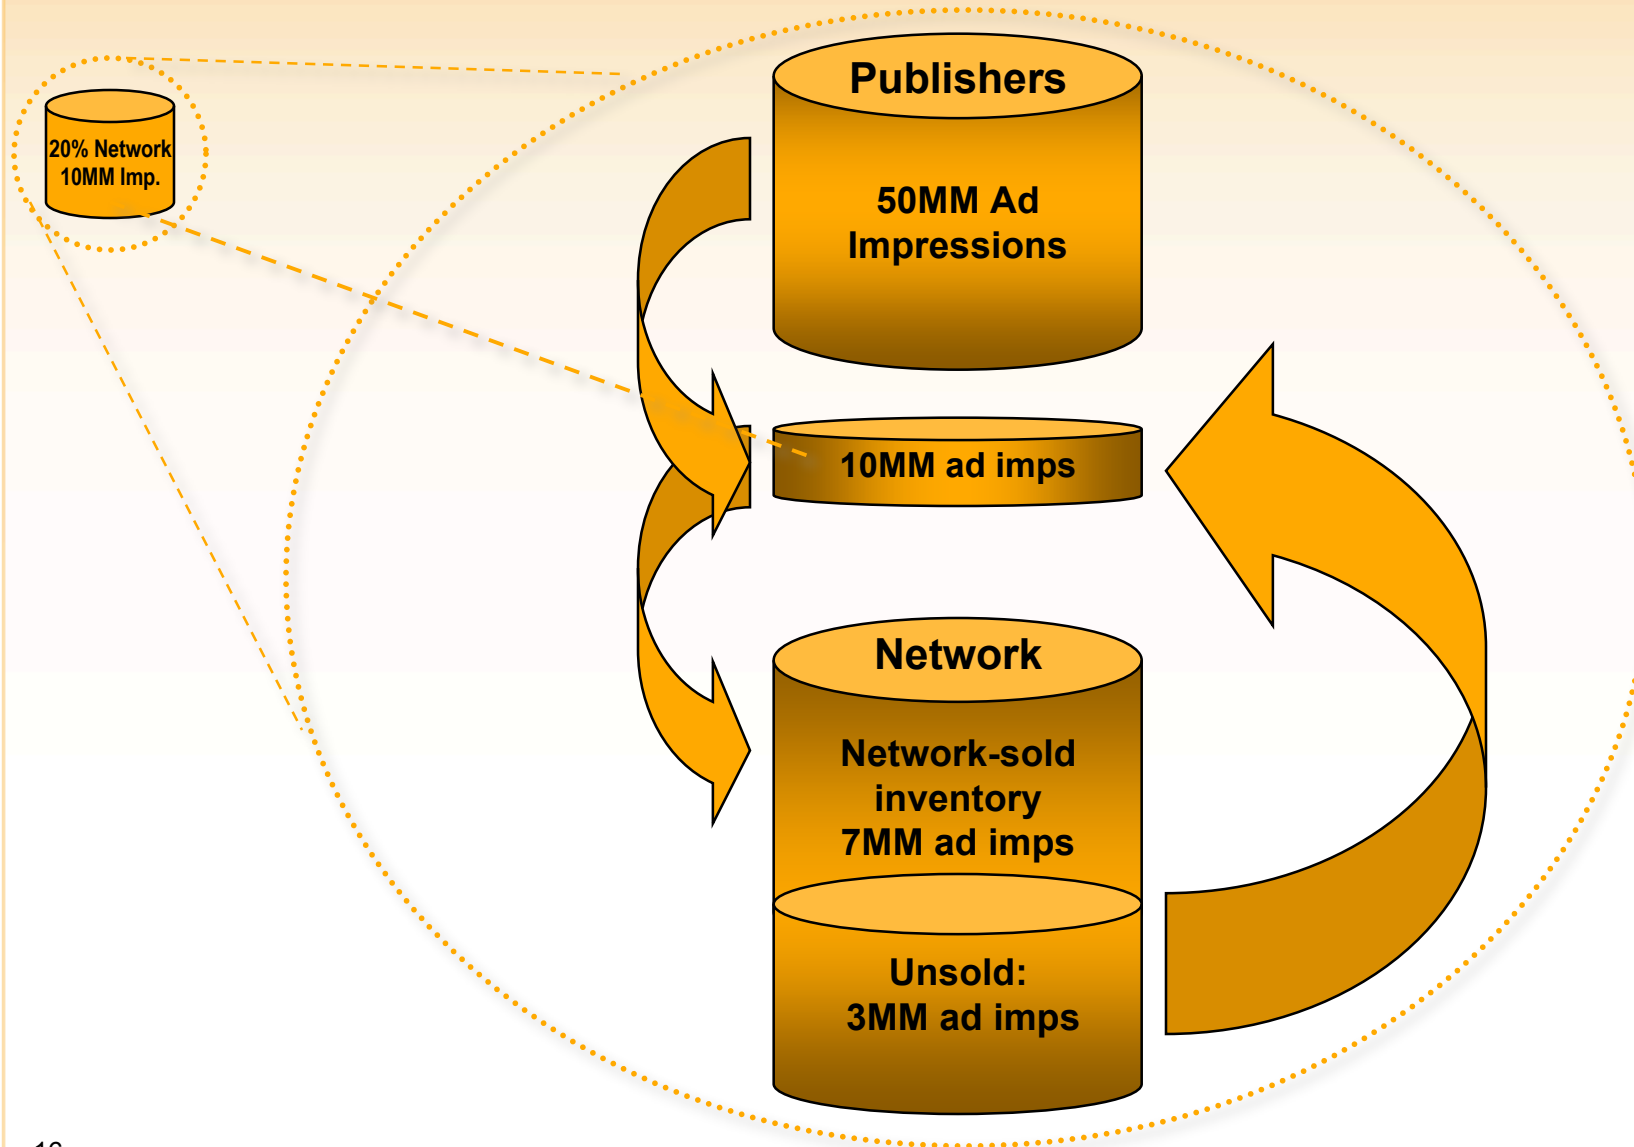 Publishers
20% Network
10MM Imp.
50MM Ad
Impressions
10MM ad imps
Network
Network-sold
inventory
7MM ad imps
Unsold:
3MM ad imps